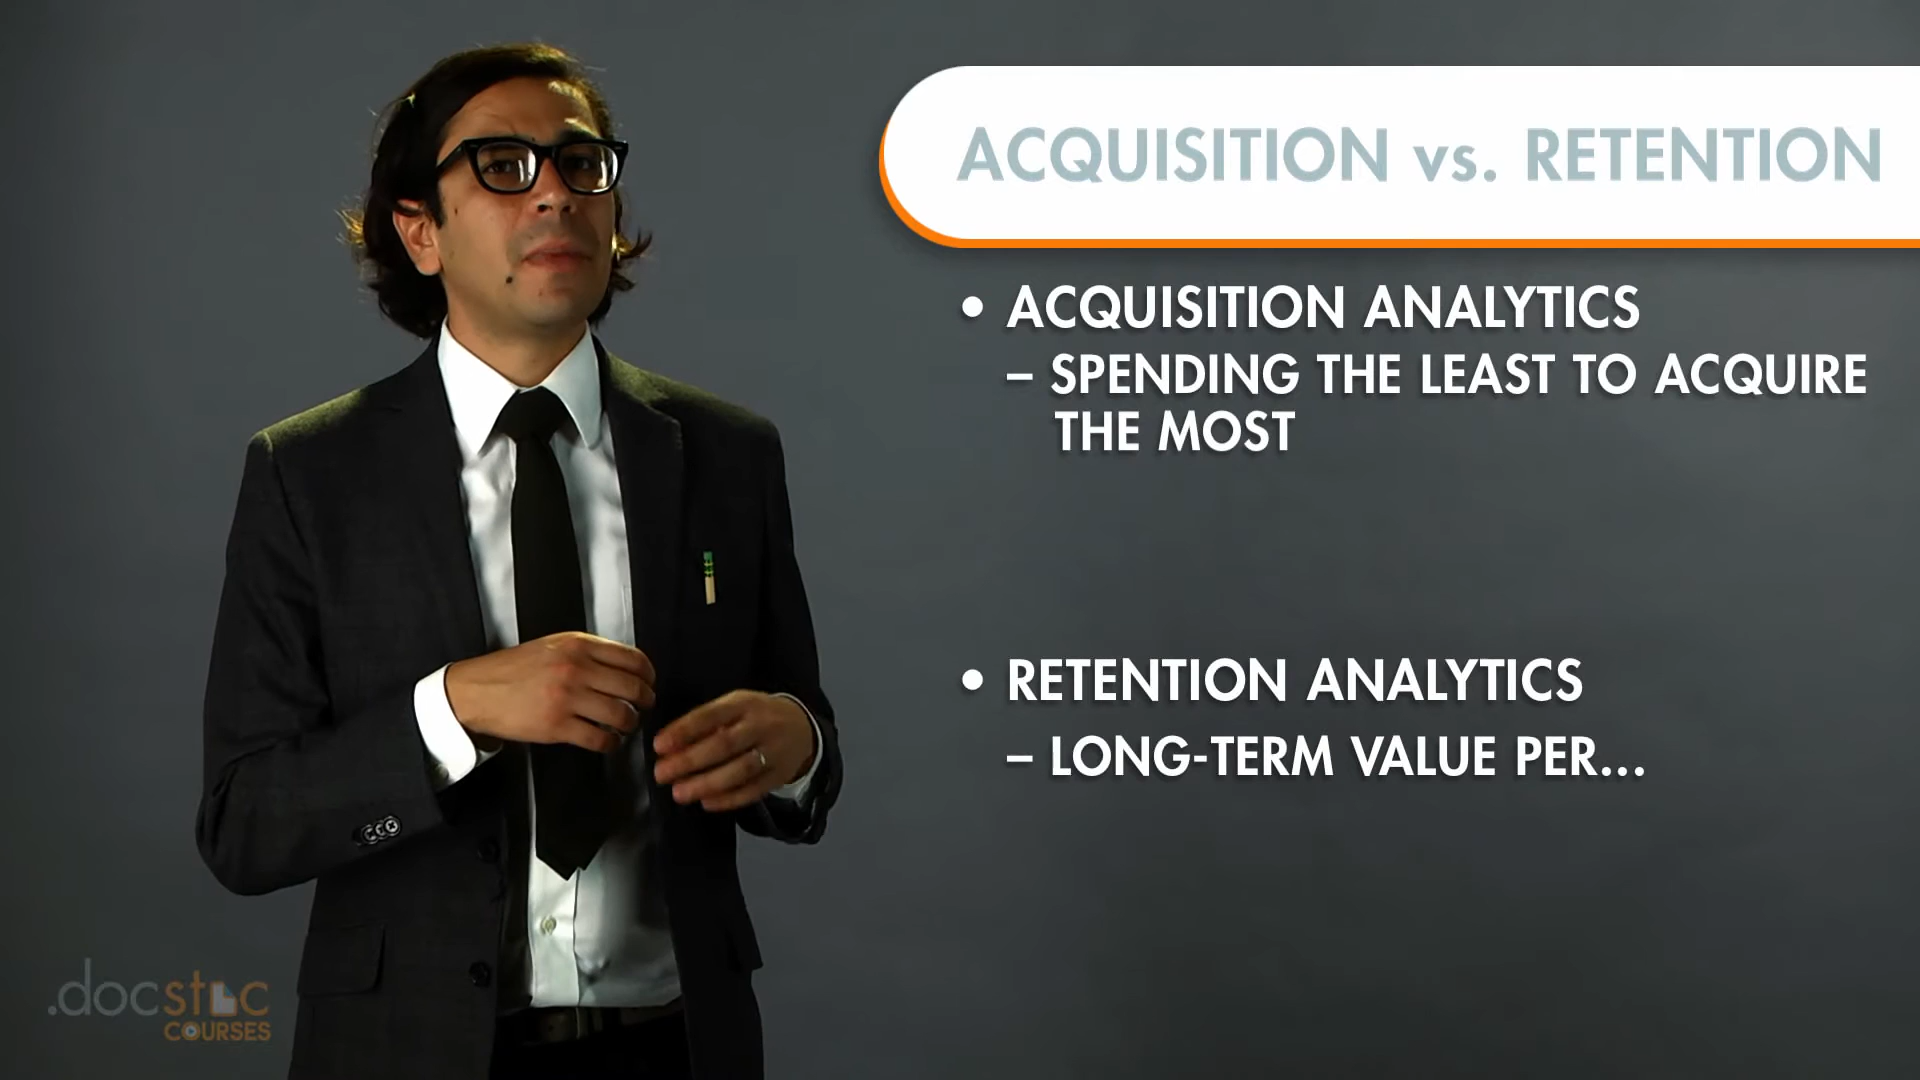 ACQUISITION vs. RETENTION
• ACQUISITION ANALYTICS
– SPENDING THE LEAST TO ACQUIRE
THE MOST
• RETENTION ANALYTICS
– LONG-TERM VALUE PER...
.docstoc
COURSES